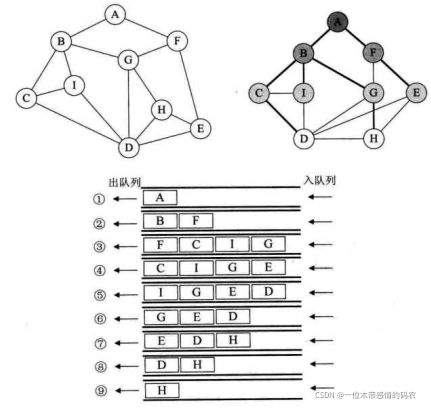 A
B
F
G
I
C
H
E
D
A
B
F
C
I
G
E
D
H
出队列 入队列
① A
② B F
③ F C I G
④ C I G E
⑤ I G E D
⑥ G E D
⑦ E D H
⑧ D H
⑨ H
CSDN @一位木带感情的码农